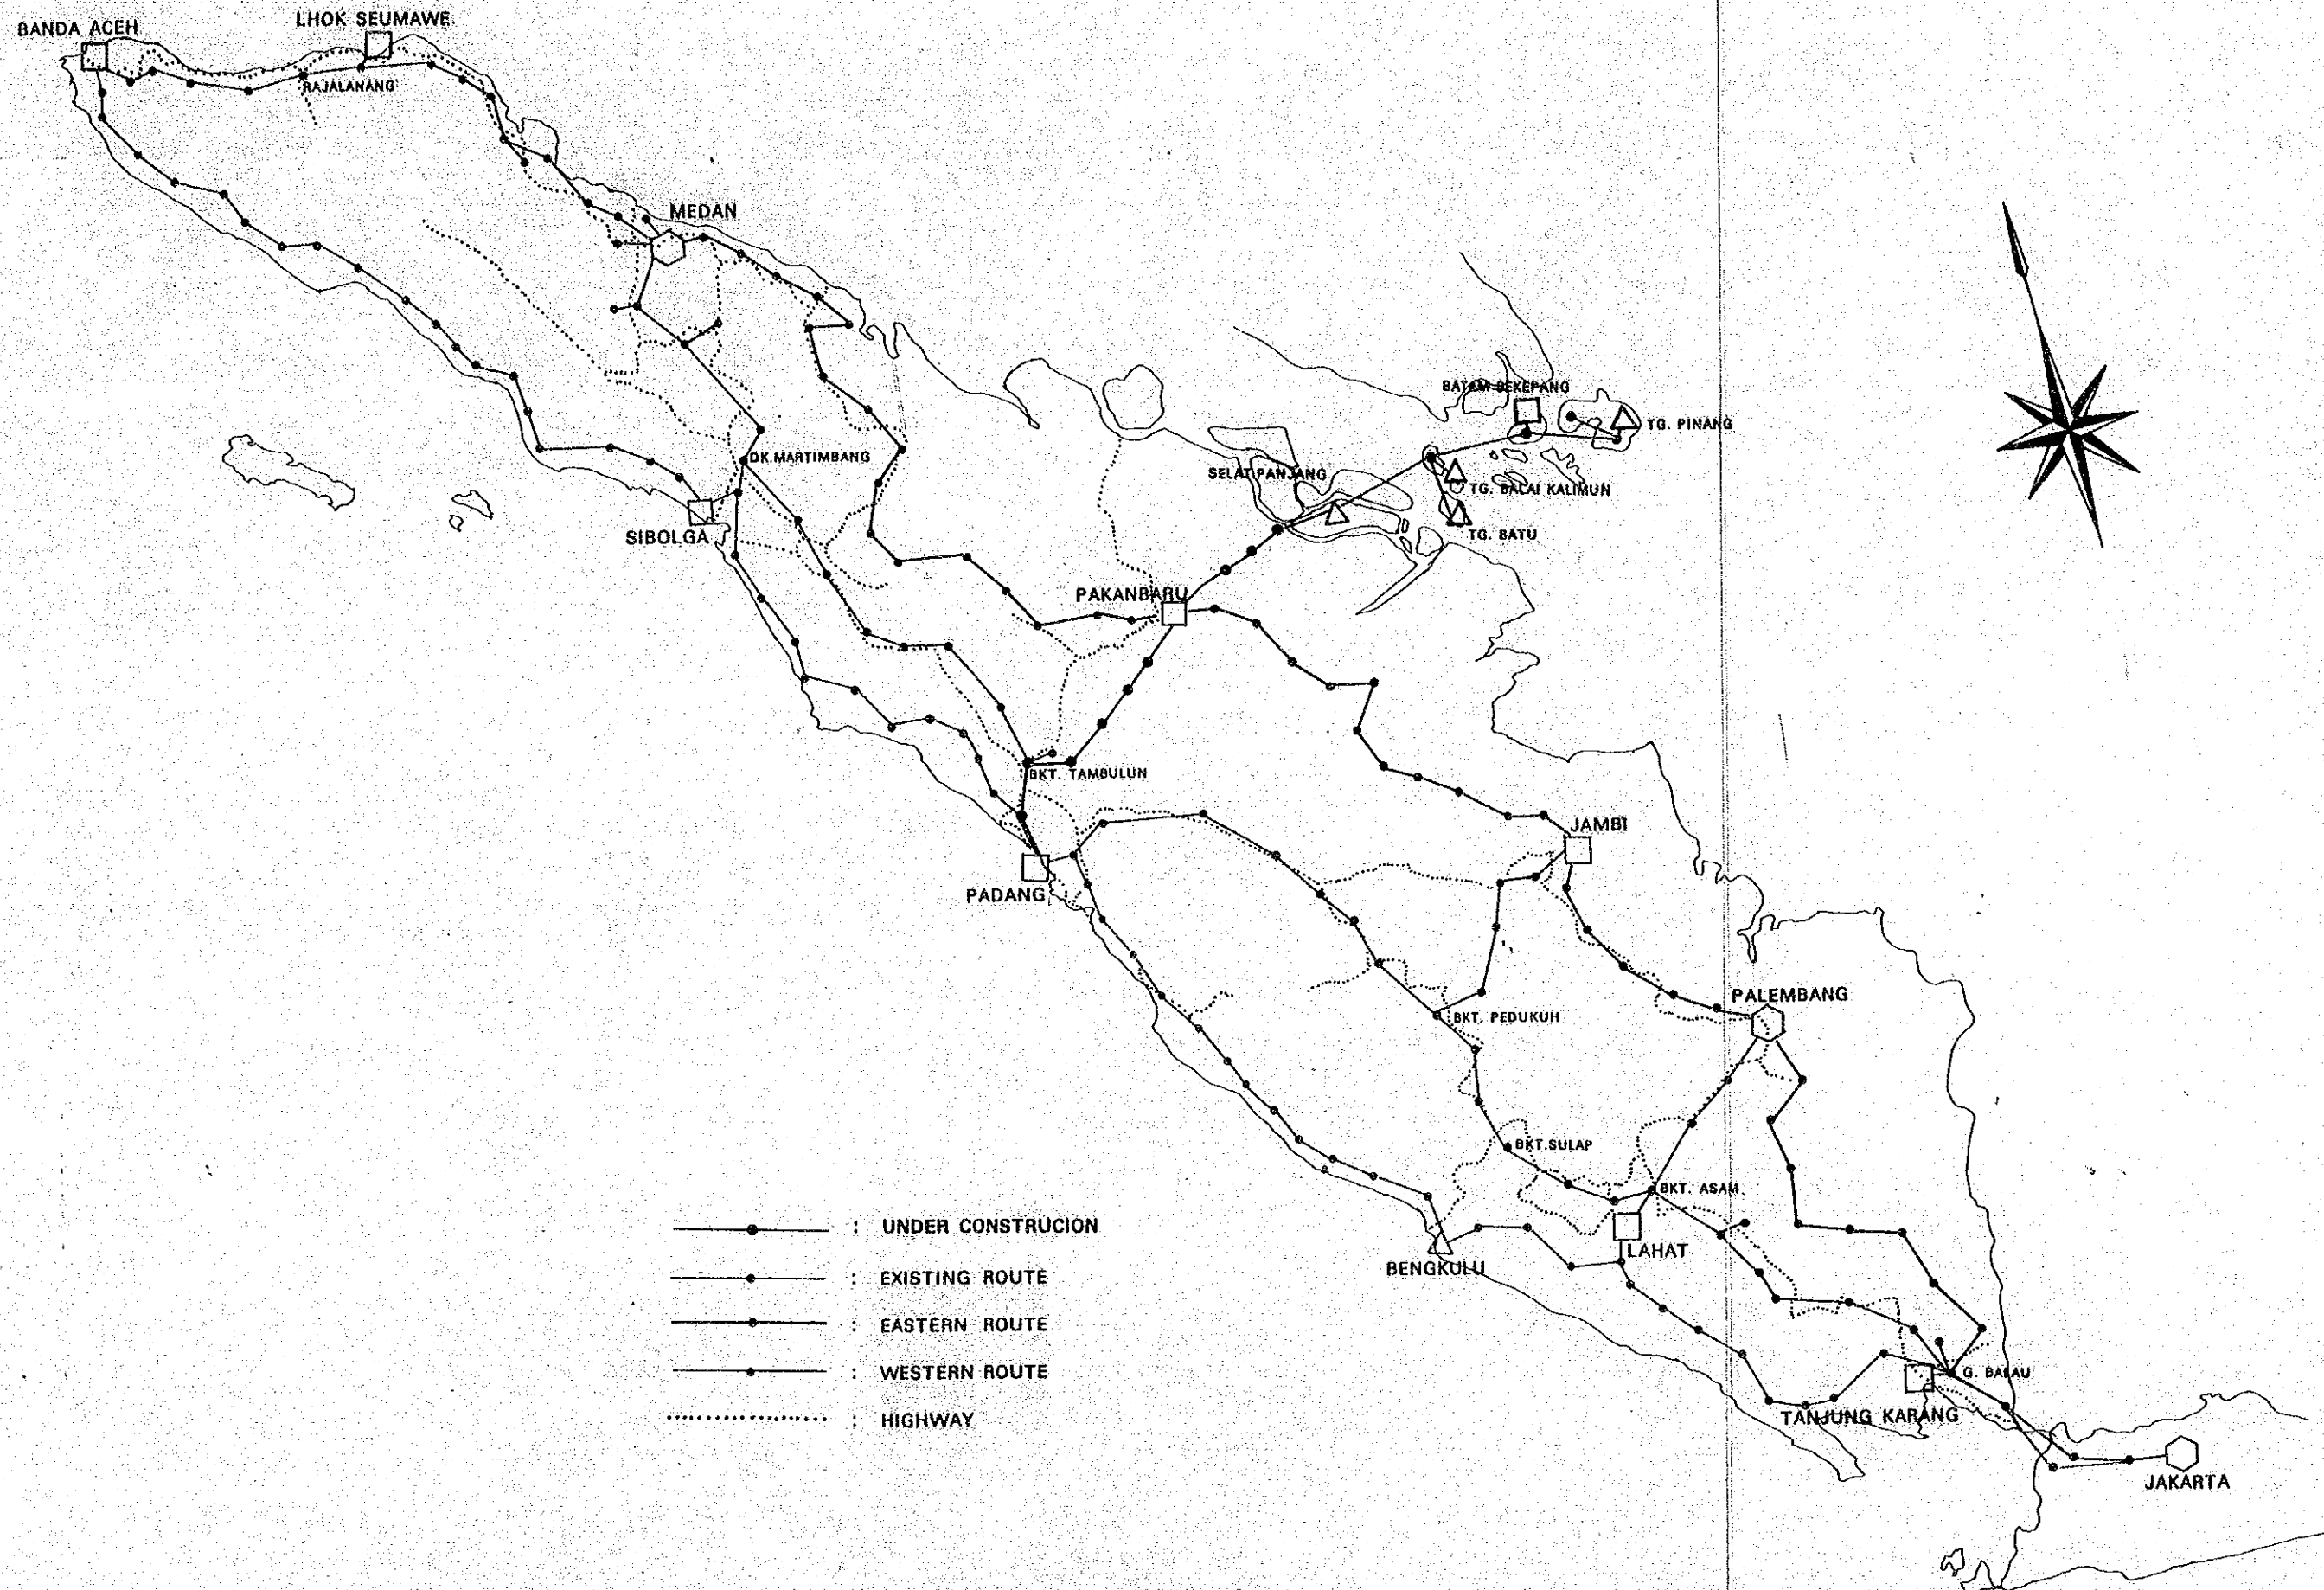 LHOK SEUMAWE
BANDA ACEH
RAJALANANG
MEDAN
BATAM SEKEPANG
TG. PINANG
DK.MARTIMBANG
SELAT PANJANG
TG. BALAI KALIMUN
SIBOLGA
TG. BATU
PAKANBARU
BKT. TAMBULUN
JAMBI
PADANG
PALEMBANG
BKT. PEDUKUH
BKT.SULAP
BKT. ASAM
LAHAT
BENGKULU
: UNDER CONSTRUCION
: EXISTING ROUTE
: EASTERN ROUTE
: WESTERN ROUTE
: HIGHWAY
G. BALAU
TANJUNG KARANG
JAKARTA